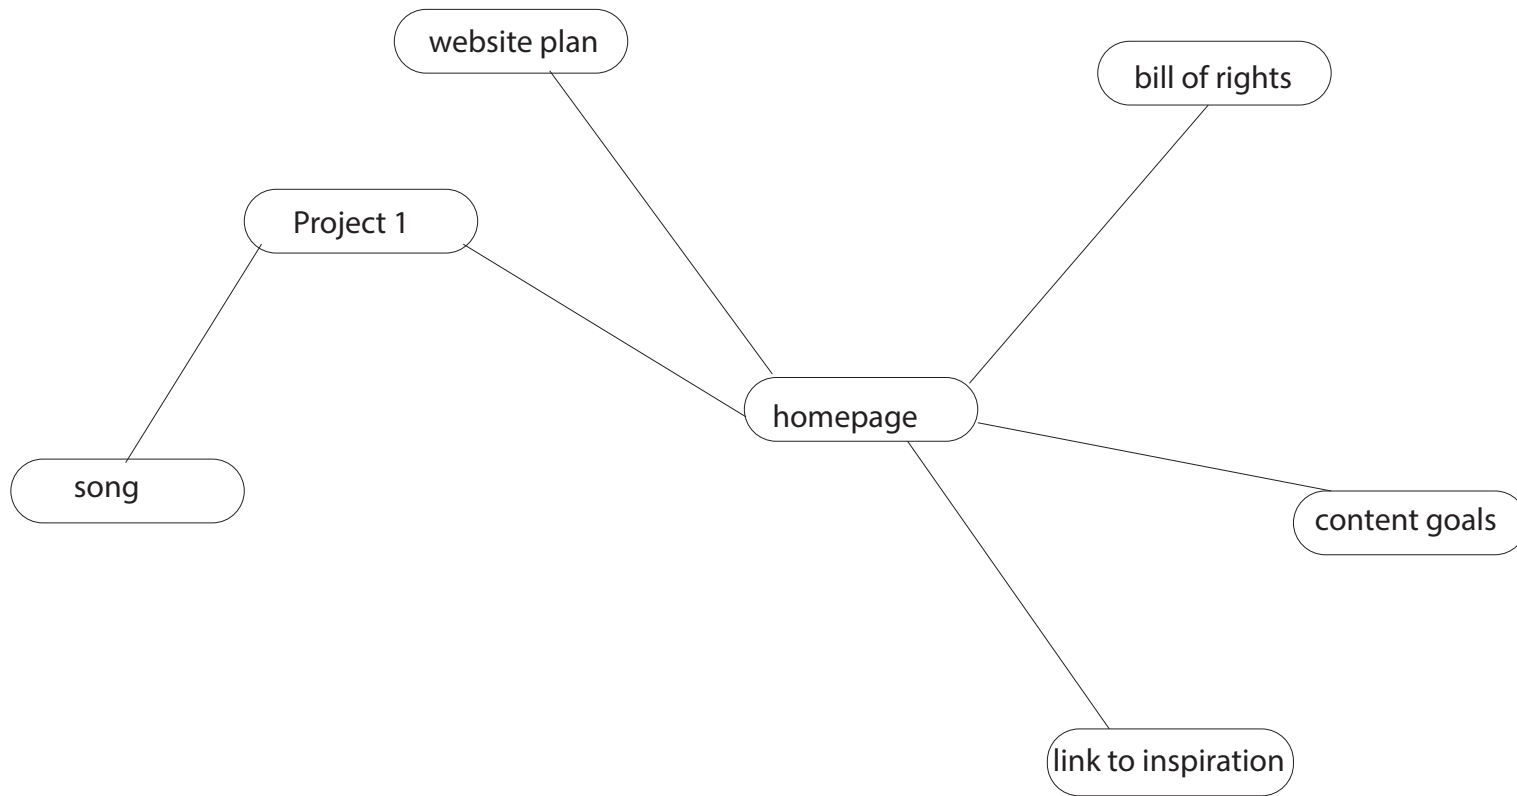 website plan
bill of rights
Project 1
homepage
song
content goals
link to inspiration